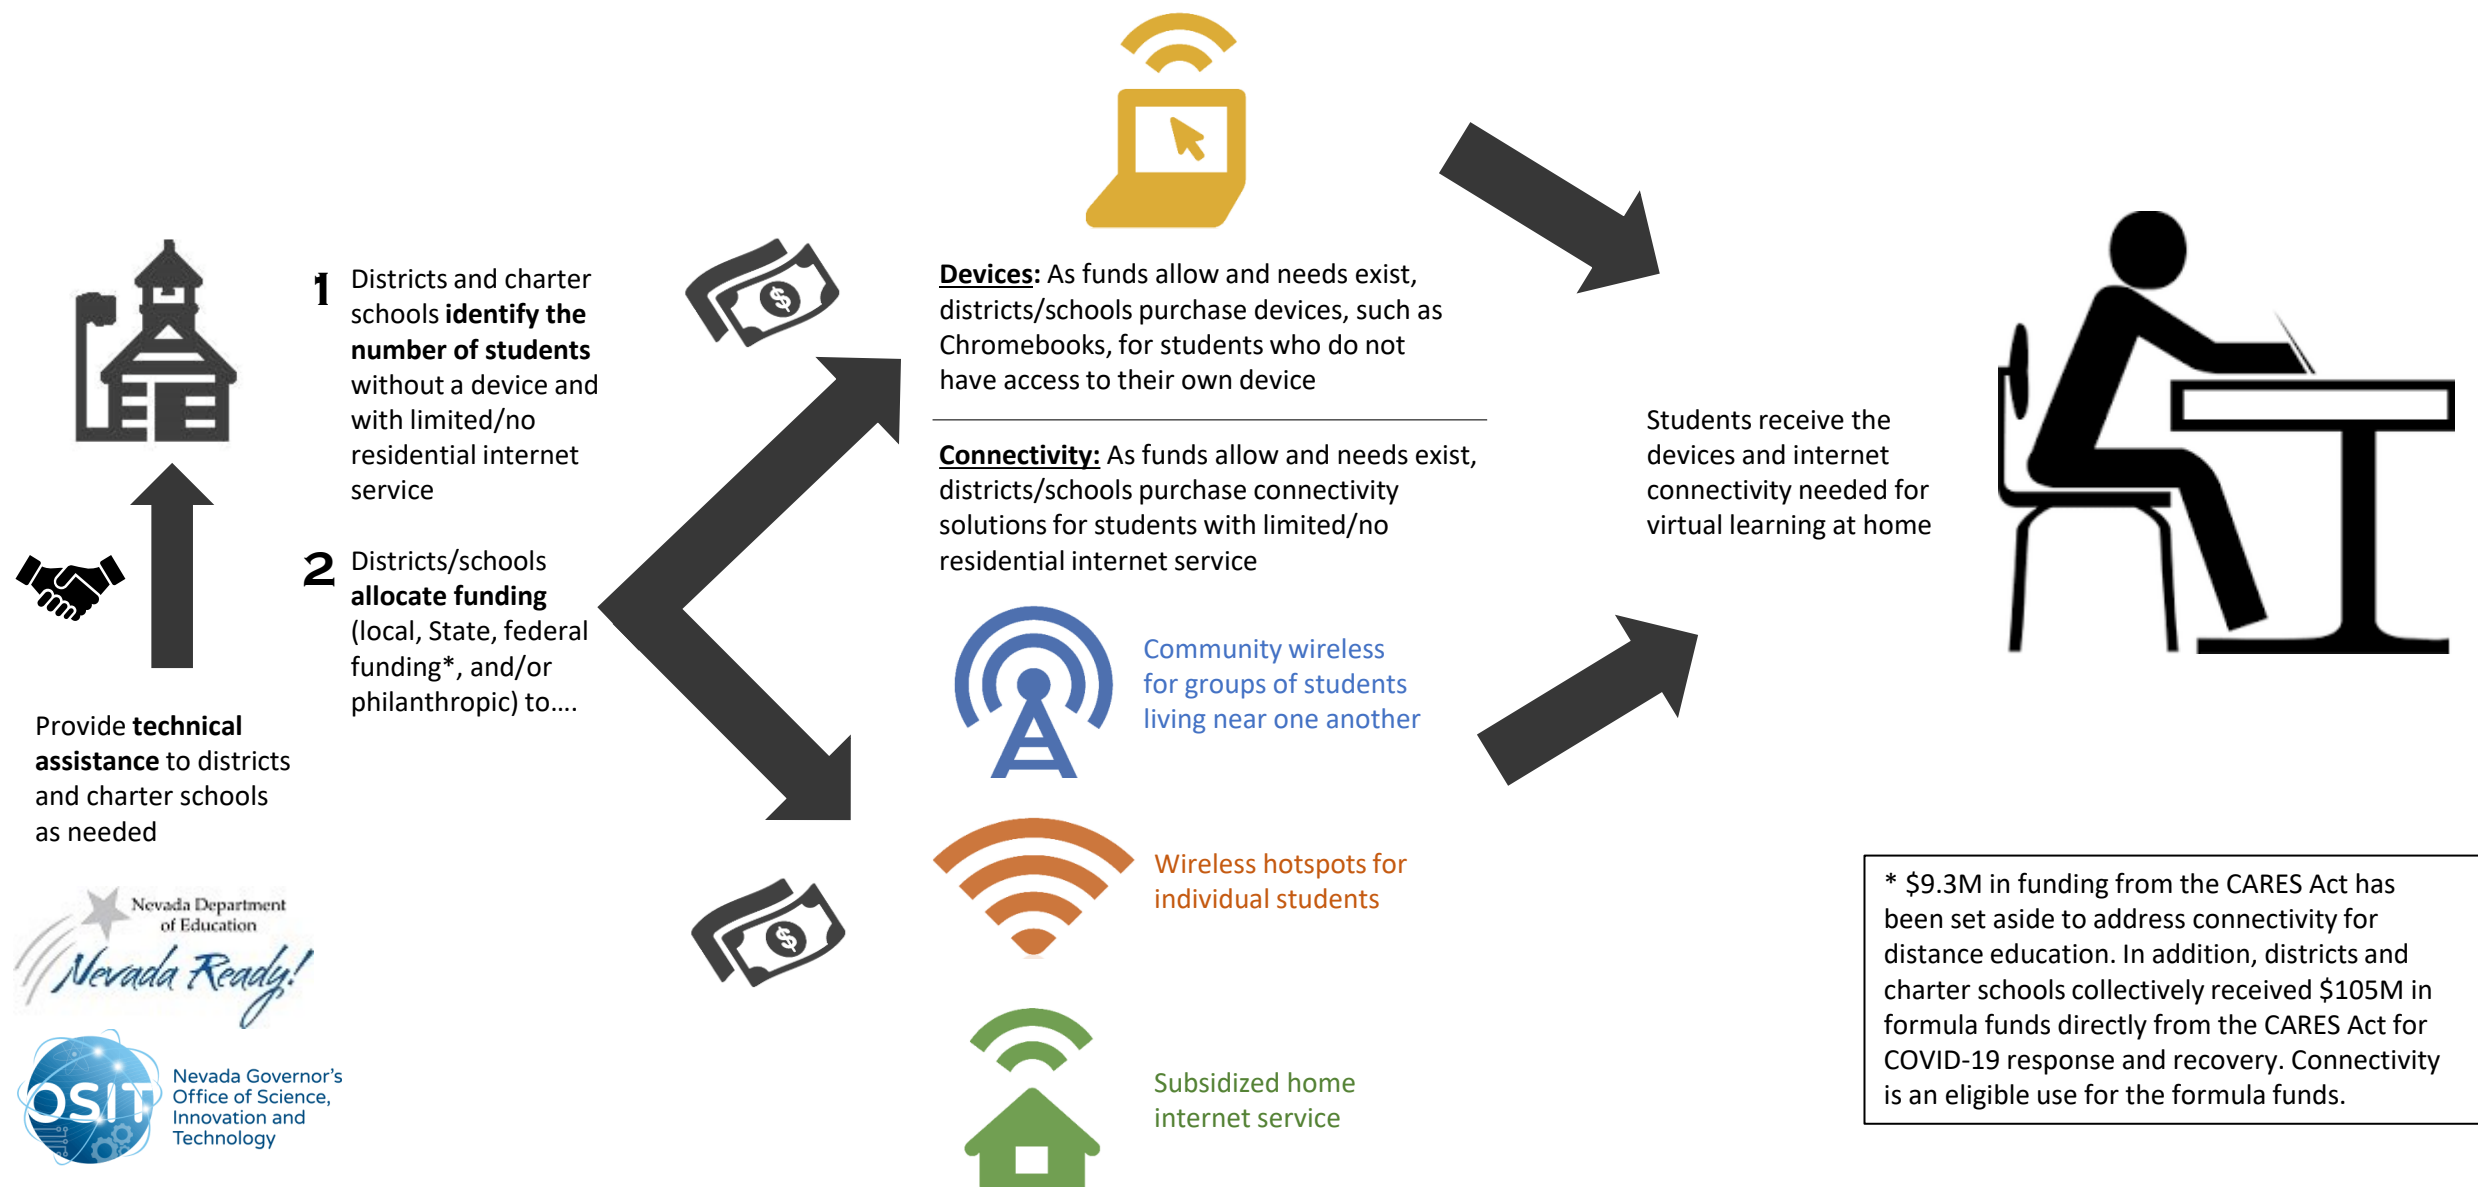 1 Districts and charter
schools identify the
number of students
without a device and
with limited/no
residential internet
service
2 Districts/schools
allocate funding
(local, State, federal
funding*, and/or
philanthropic) to....
Provide technical
assistance to districts
and charter schools
as needed
Nevada Department
of Education
Nevada Ready!
OSIT
Nevada Governor's
Office of Science,
Innovation and
Technology
$
Devices: As funds allow and needs exist,
districts/schools purchase devices, such as
Chromebooks, for students who do not
have access to their own device
Connectivity: As funds allow and needs exist,
districts/schools purchase connectivity
solutions for students with limited/no
residential internet service
Community wireless
for groups of students
living near one another
$
Wireless hotspots for
individual students
Subsidized home
internet service
Students receive the
devices and internet
connectivity needed for
virtual learning at home
* $9.3M in funding from the CARES Act has
been set aside to address connectivity for
distance education. In addition, districts and
charter schools collectively received $105M in
formula funds directly from the CARES Act for
COVID-19 response and recovery. Connectivity
is an eligible use for the formula funds.